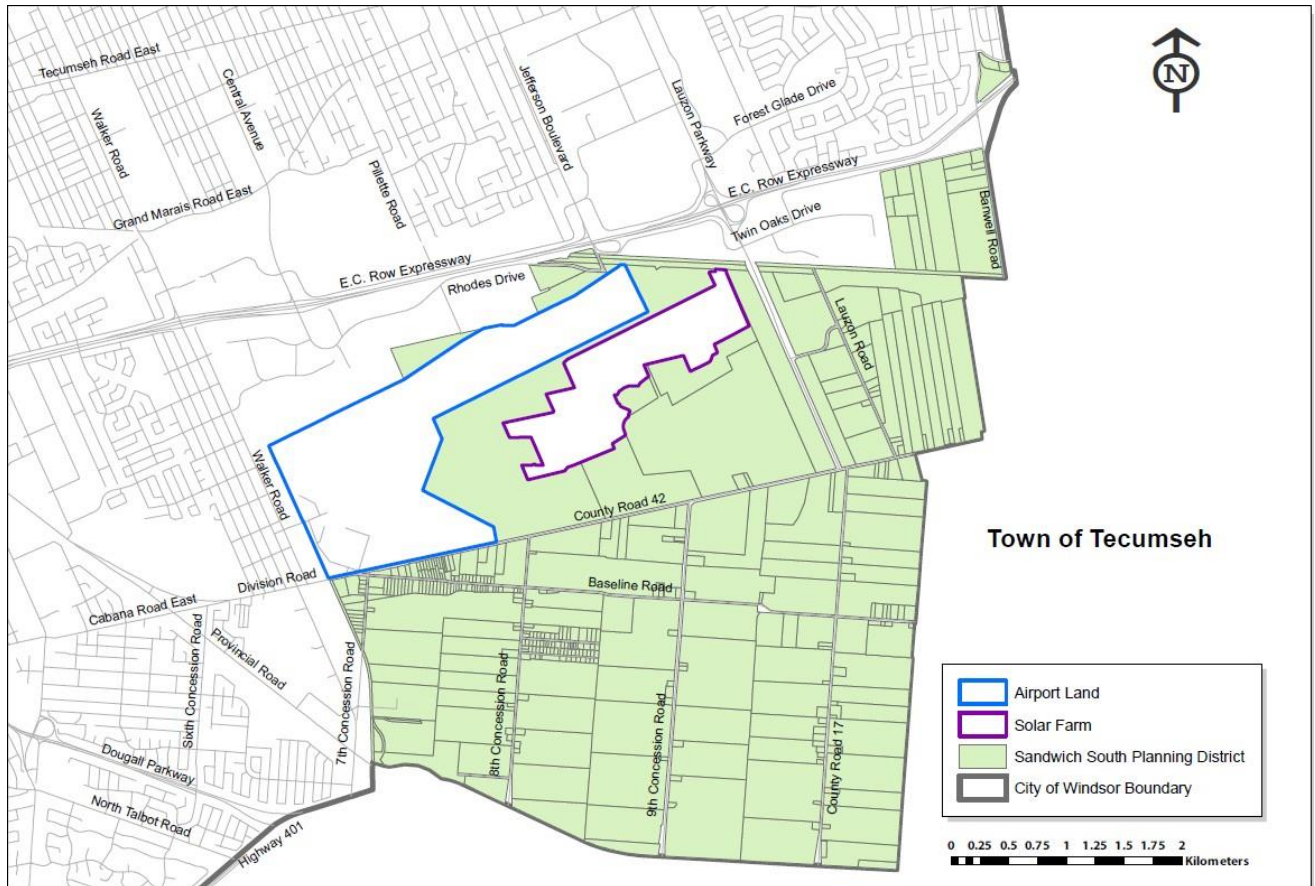 Tecumseh Road East
Central Avenue
Walker Road
Jefferson Boulevard
Lauzon Parkway
Forest Glade Drive
N
Pillette Road
Grand Marais Road East
E.C. Row Expressway
Twin Oaks Drive
Banwell Road
E.C. Row Expressway
Rhodes Drive
Lauzon Road
Walker Road
County Road 42
Town of Tecumseh
Division Road
Baseline Road
Cabana Road East
Sixth Concession Road
Provincial Road
7th Concession Road
8th Concession Road
9th Concession Road
County Road 17
Dougall Parkway
North Talbot Road
Highway 401
Airport Land
Solar Farm
Sandwich South Planning District
City of Windsor Boundary
0 0.25 0.5 0.75 1 1.25 1.5 1.75 2
Kilometers